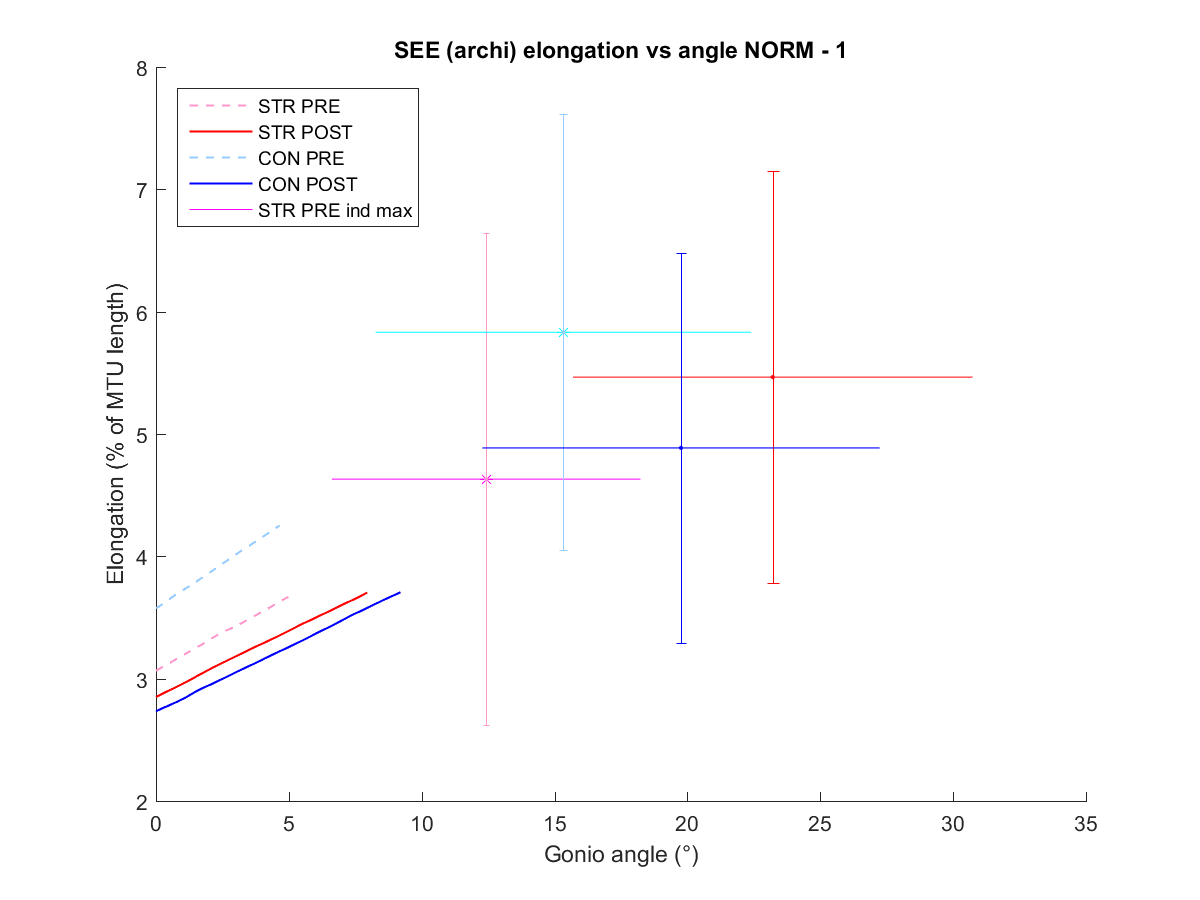 SEE (archi) elongation vs angle NORM - 1
8
7
6
5
4
3
2
Elongation (% of MTU length)
STR PRE
STR POST
CON PRE
CON POST
STR PRE ind max
0 5 10 15 20 25 30 35
Gonio angle (°)